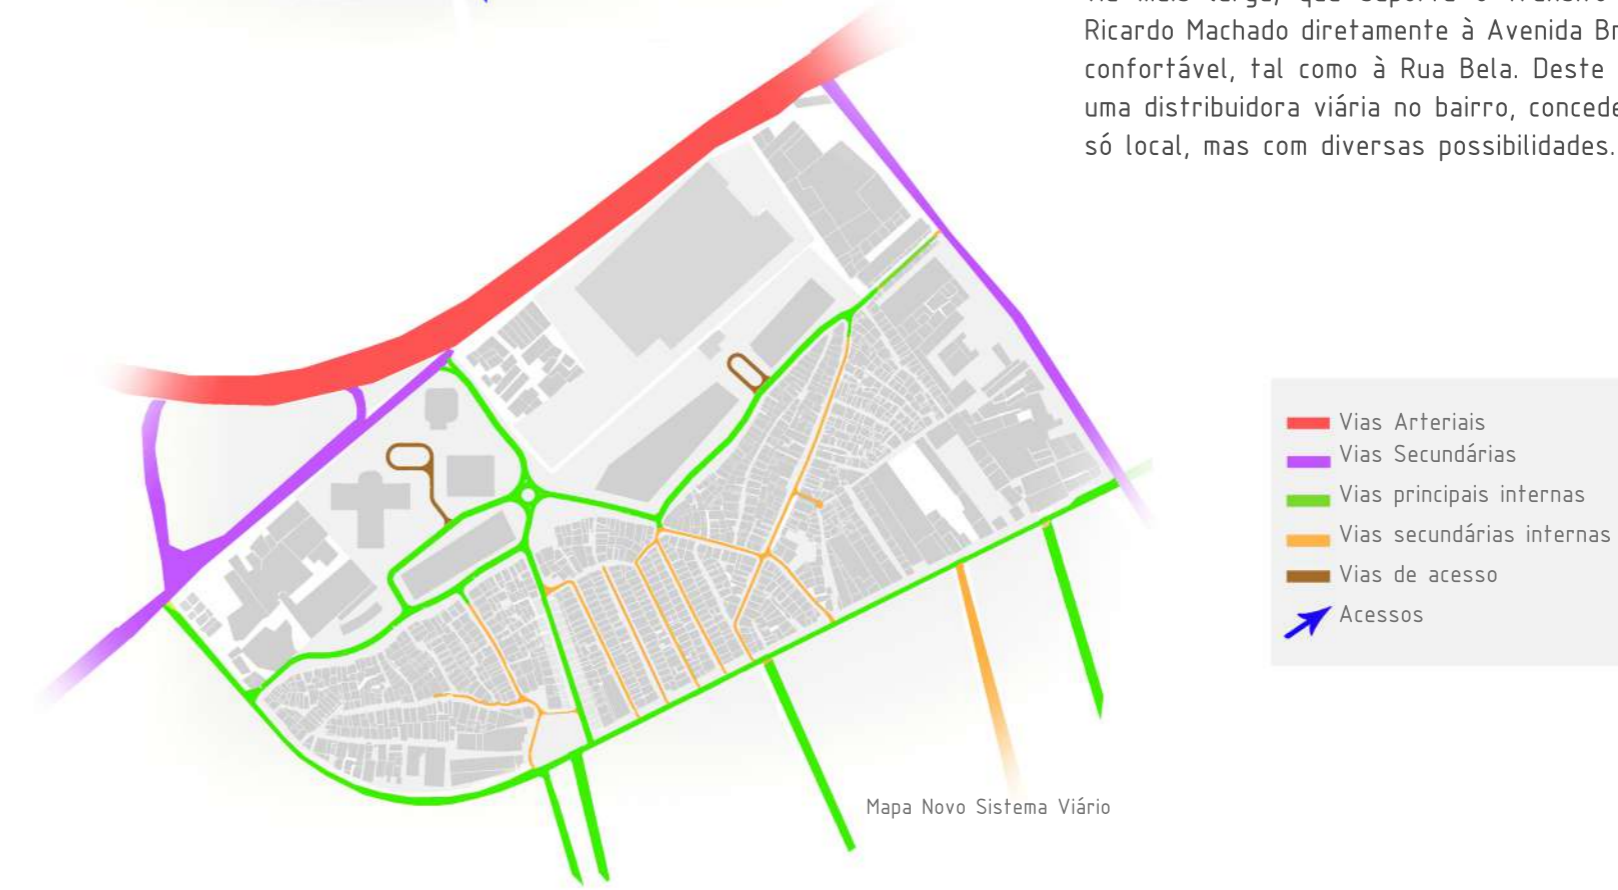 Ricardo Machado diretamente à Avenida Br
confortável, tal como à Rua Bela. Deste
uma distribuidora viária no bairro, concede
só local, mas com diversas possibilidades.
Vias Arteriais
Vias Secundárias
Vias principais internas
Vias secundárias internas
Vias de acesso
Acessos
Mapa Novo Sistema Viário